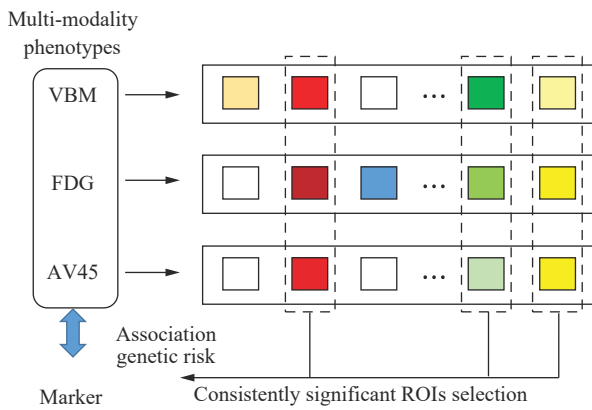 Multi-modality
phenotypes
VBM
...
FDG
...
AV45
...
Association
genetic risk
Marker
Consistently significant ROIs selection